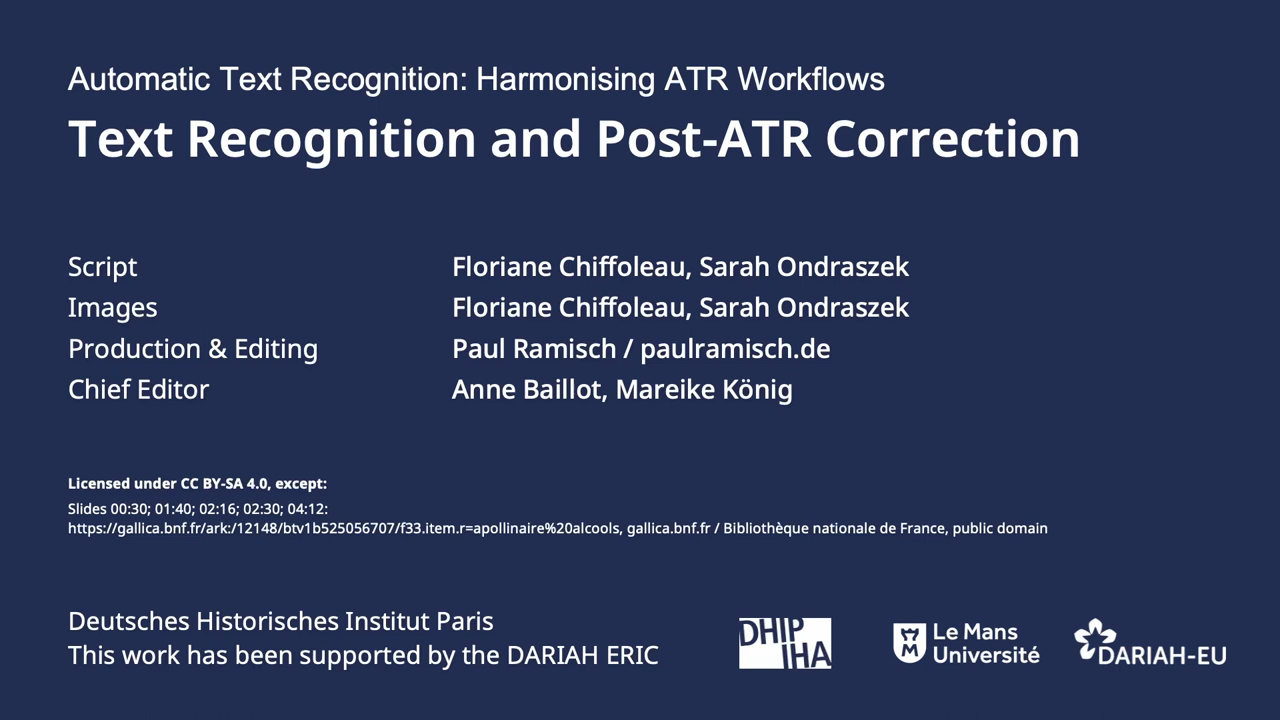 Automatic Text Recognition: Harmonising ATR Workflows
Text Recognition and Post-ATR Correction
Script Floriane Chiffoleau, Sarah Ondraszek
Images Floriane Chiffoleau, Sarah Ondraszek
Production & Editing Paul Ramisch / paulramisch.de
Chief Editor Anne Baillot, Mareike König
Licensed under CC BY-SA 4.0, except:
Slides 00:30; 01:40; 02:16; 02:30; 04:12:
https://gallica.bnf.fr/ark:/12148/btv1b525056707/f33.item.r=apollinaire%20alcools, gallica.bnf.fr / Bibliothèque nationale de France, public domain
Deutsches Historisches Institut Paris
This work has been supported by the DARIAH ERIC
DHIP
IHA
Le Mans
Université
DARIAH-EU